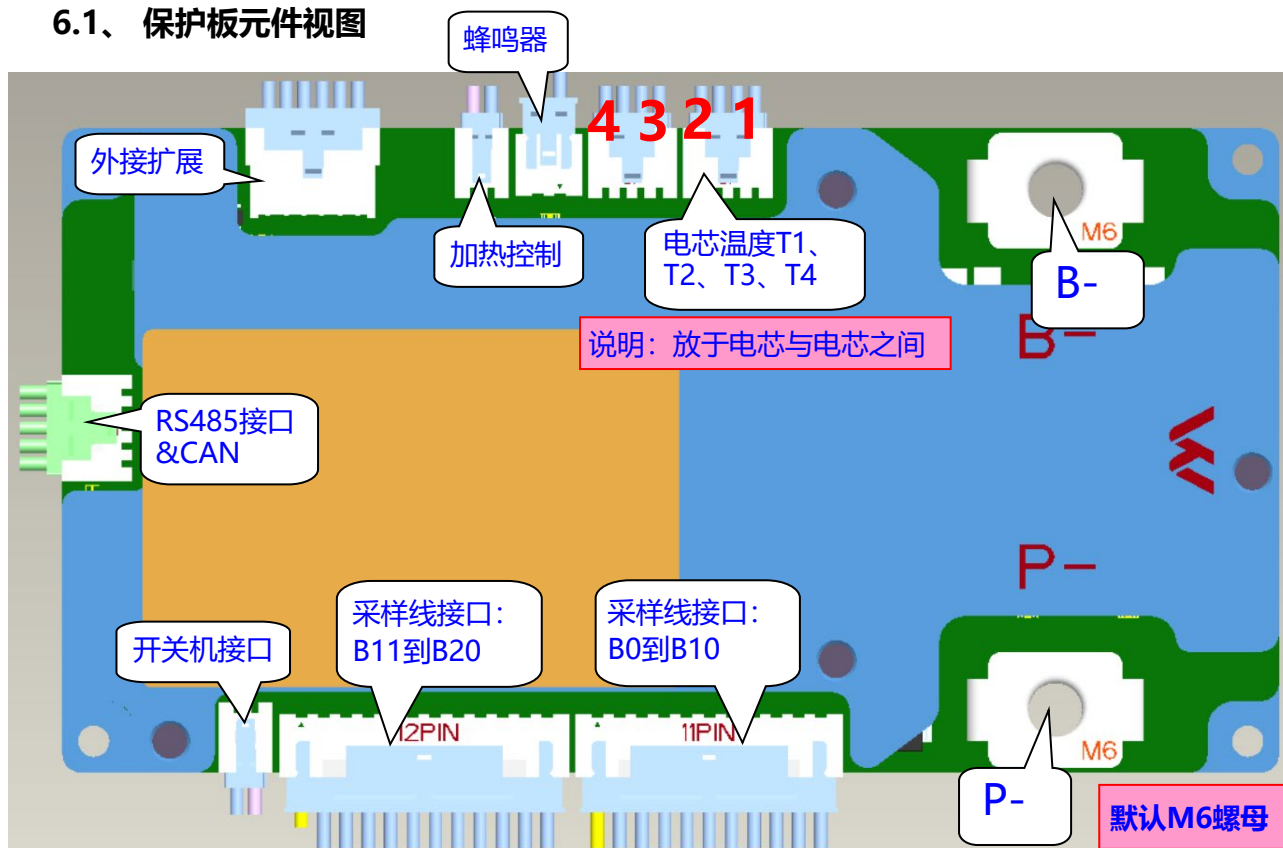 6.1、 保护板元件视图
蜂鸣器
4 3 2 1
外接扩展
加热控制
电芯温度T1、
T2、T3、T4
M6
B-
说明：放于电芯与电芯之间
B-
RS485接口
&CAN
P-
采样线接口：
B11到B20
采样线接口：
B0到B10
开关机接口
12PIN
11PIN
M6
P-
默认M6螺母